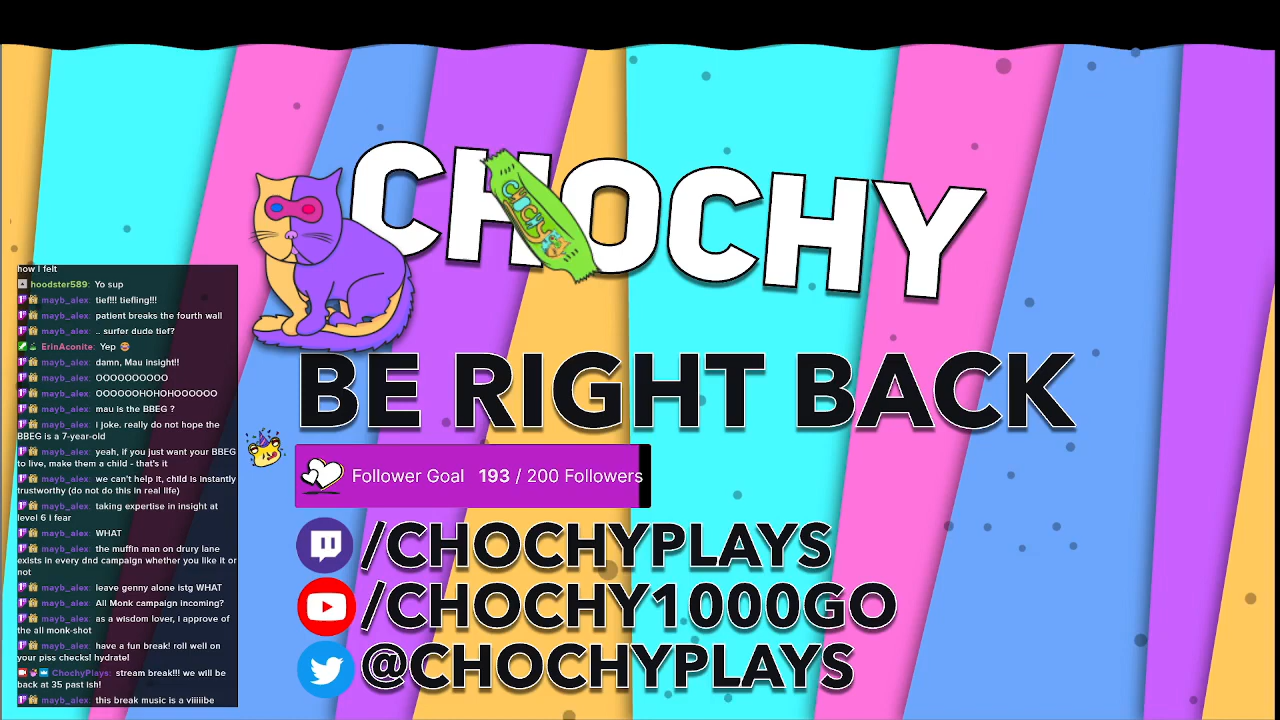 CHOCHY
CHOCHY
BE RIGHT BACK
Follower Goal 193 / 200 Followers
/CHOCHYPLAYS
/CHOCHY1000GO
@CHOCHYPLAYS
how I felt
hoodster589: Yo sup
mayb_alex: tief!!! tiefling!!!
mayb_alex: patient breaks the fourth wall
mayb_alex: .. surfer dude tief?
ErinAconite: Yep
mayb_alex: damn, Mau insight!!
mayb_alex: OOOOOOOOOO
mayb_alex: OOOOOOHOHOHOOOOOO
mayb_alex: mau is the BBEG ?
mayb_alex: I joke. really do not hope the
BBEG is a 7-year-old
mayb_alex: yeah, if you just want your BBEG
to live, make them a child - that's it
mayb_alex: we can't help it, child is instantly
trustworthy (do not do this in real life)
mayb_alex: taking expertise in insight at
level 6 I fear
mayb_alex: WHAT
mayb_alex: the muffin man on drury lane
exists in every dnd campaign whether you like it or
not
mayb_alex: leave genny alone istg WHAT
mayb_alex: All Monk campaign incoming?
mayb_alex: as a wisdom lover, i approve of
the all monk-shot
mayb_alex: have a fun break! roll well on
your piss checks! hydrate!
ChochyPlays: stream break!!! we will be
back at 35 past ish!
mayb_alex: this break music is a viiiiibe